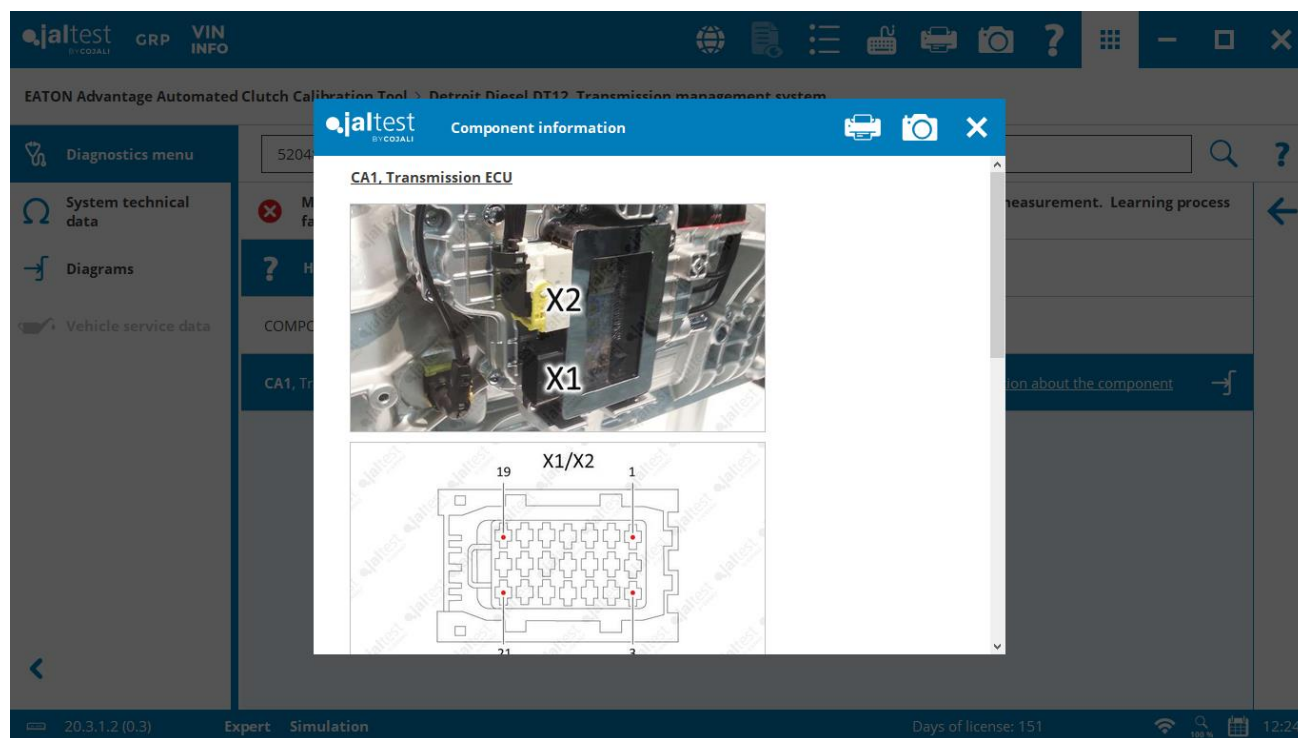 jaltest
BY COJALI
GRP
VIN
INFO
?
EATON Advantage Automated Clutch Calibration Tool > Detroit Diesel DT12, Transmission management system
jaltest
BY COJALI
Component information
Diagnostics menu
5204
?
System technical
data
M
fa
measurement. Learning process
Diagrams
? H
Vehicle service data
COMPO
CA1, Tr
ion about the component
CA1, Transmission ECU
X2
X1
X1/X2
19
1
21
3
20.3.1.2 (0.3)
Expert
Simulation
Days of license: 151
100 %
12:24